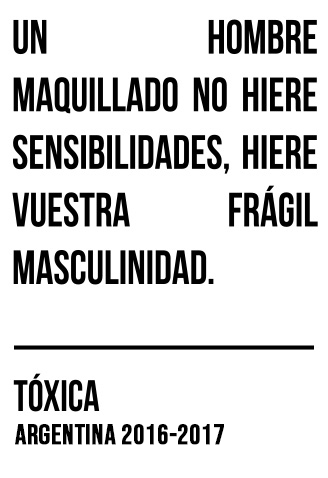 UN HOMBRE
MAQUILLADO NO HIERE
SENSIBILIDADES, HIERE
VUESTRA FRÁGIL
MASCULINIDAD.
TÓXICA
ARGENTINA 2016-2017